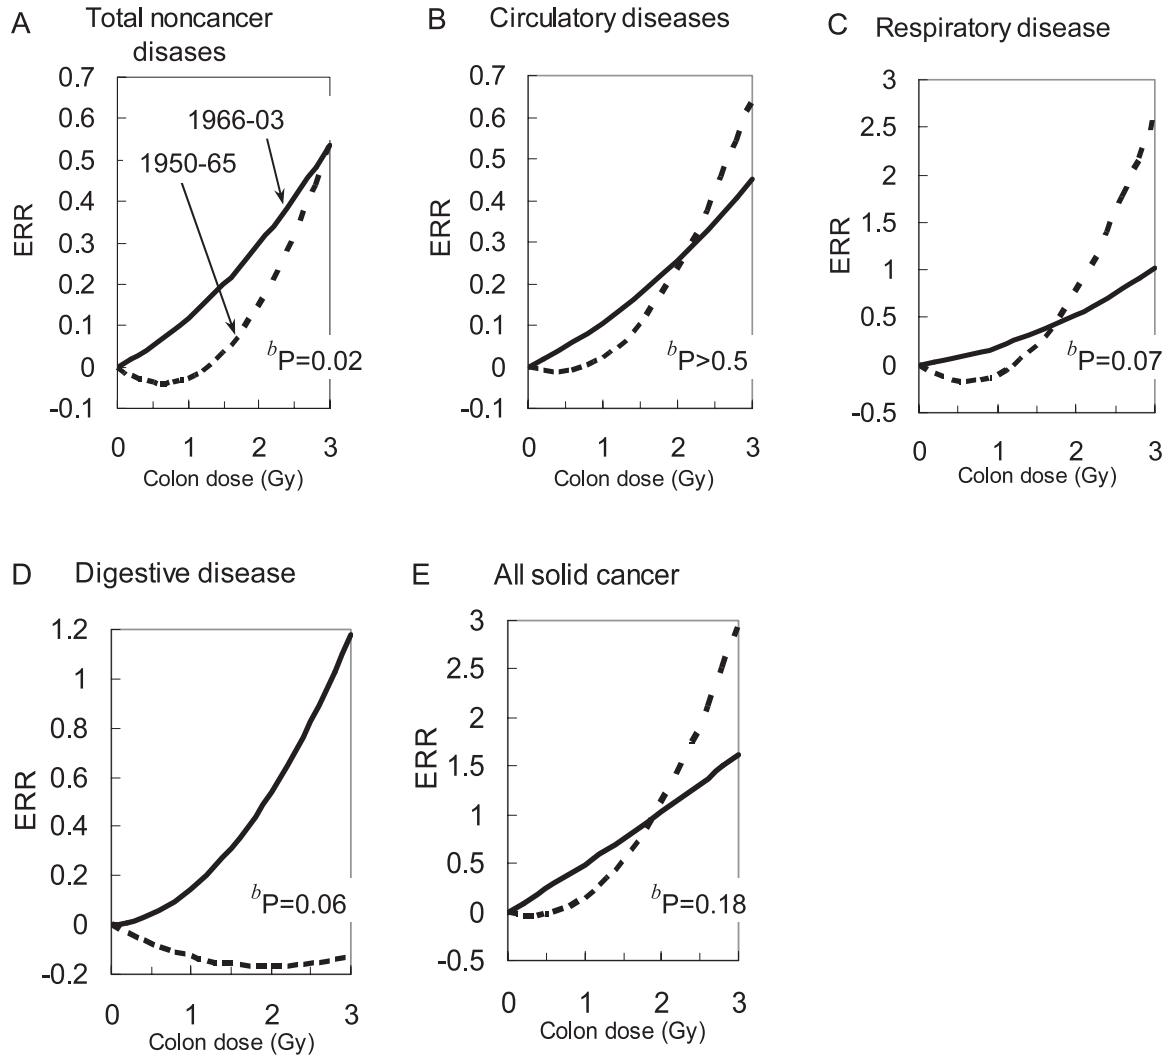 A
Total noncancer
disases
ERR
0.7
0.6
0.5
0.4
0.3
0.2
0.1
0
-0.1
1966-03
1950-65
bP=0.02
0 1 2 3
Colon dose (Gy)
B
Circulatory diseases
ERR
0.7
0.6
0.5
0.4
0.3
0.2
0.1
0
-0.1
bP>0.5
0 1 2 3
Colon dose (Gy)
C
Respiratory disease
ERR
3
2.5
2
1.5
1
0.5
0
-0.5
bP=0.07
0 1 2 3
Colon dose (Gy)
D
Digestive disease
ERR
1.2
1
0.8
0.6
0.4
0.2
0
-0.2
bP=0.06
0 1 2 3
Colon dose (Gy)
E
All solid cancer
ERR
3
2.5
2
1.5
1
0.5
0
-0.5
bP=0.18
0 1 2 3
Colon dose (Gy)